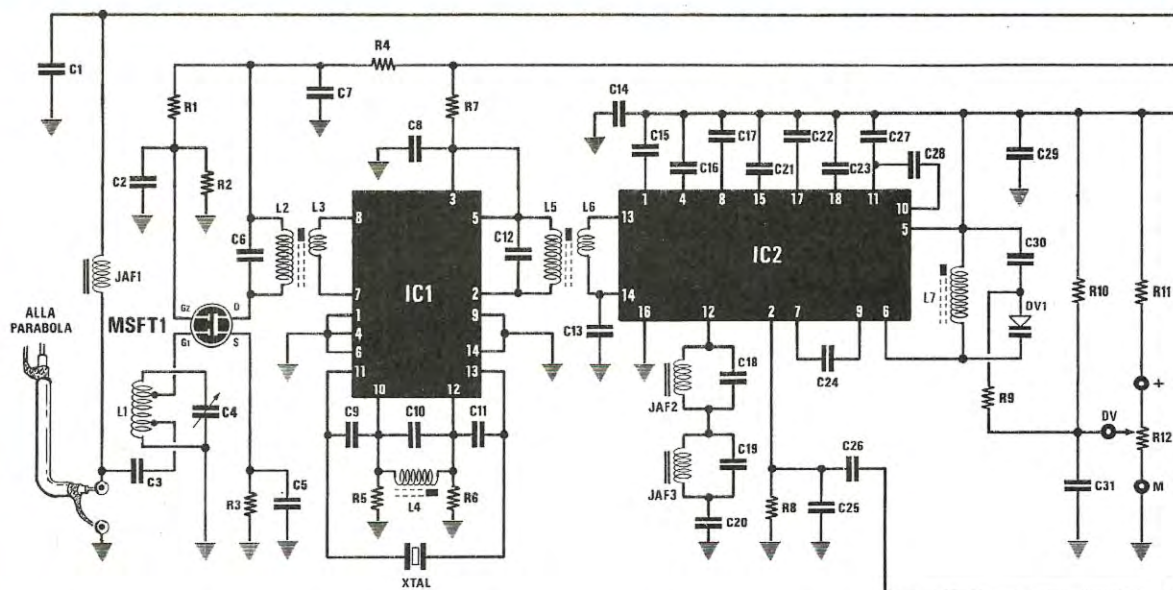 C1
R4
R1
C7
R7
C14
C8
C15
C17
C22
C27
C28
C2
R2
C16
C21
C23
C29
1
4
8
15
17
18
11
10
L2
L3
3
L5
L6
C6
8
5
13
5
C30
C12
JAF1
IC1
IC2
L7
R10
R11
DV1
ALLA
PARABOLA
MSFT1
G2
D
G1
S
7
2
14
1
4
6
11
9
14
13
C13
16
12
2
7
9
6
10
12
C24
L1
C4
C9
C10
C11
C18
JAF2
R9
DV
+
R12
C3
R5
L4
R6
C19
C26
JAF3
M
R3
C5
C20
R8
C25
C31
XTAL